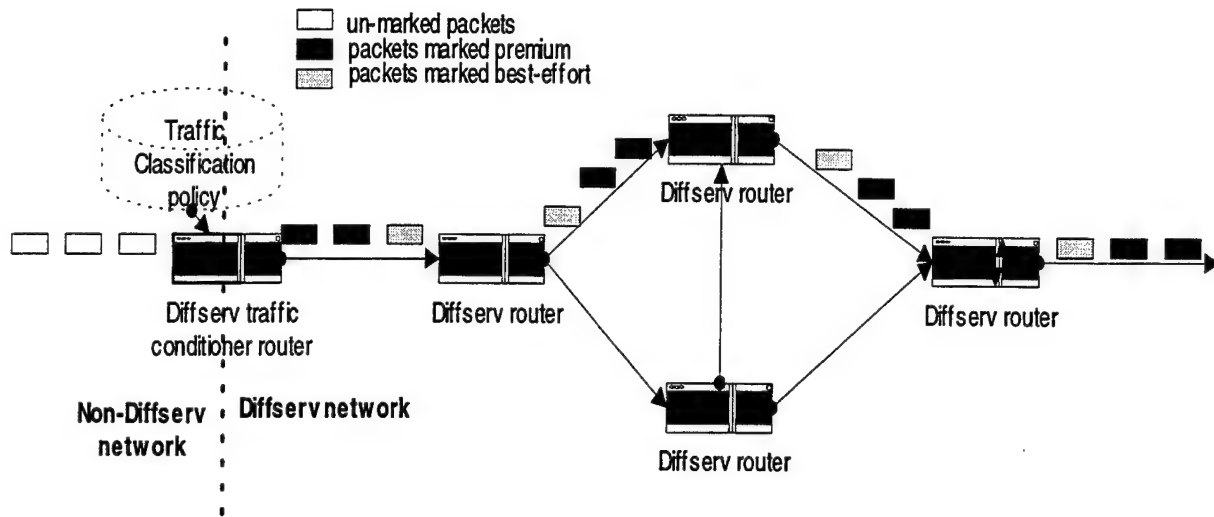 un-marked packets
packets marked premium
packets marked best-effort
Traffic
Classification
policy
Diffserv router
Diffserv traffic
conditioher router
Diffserv router
Diffserv router
Non-Diffserv
network
Diffserv network
Diffserv router